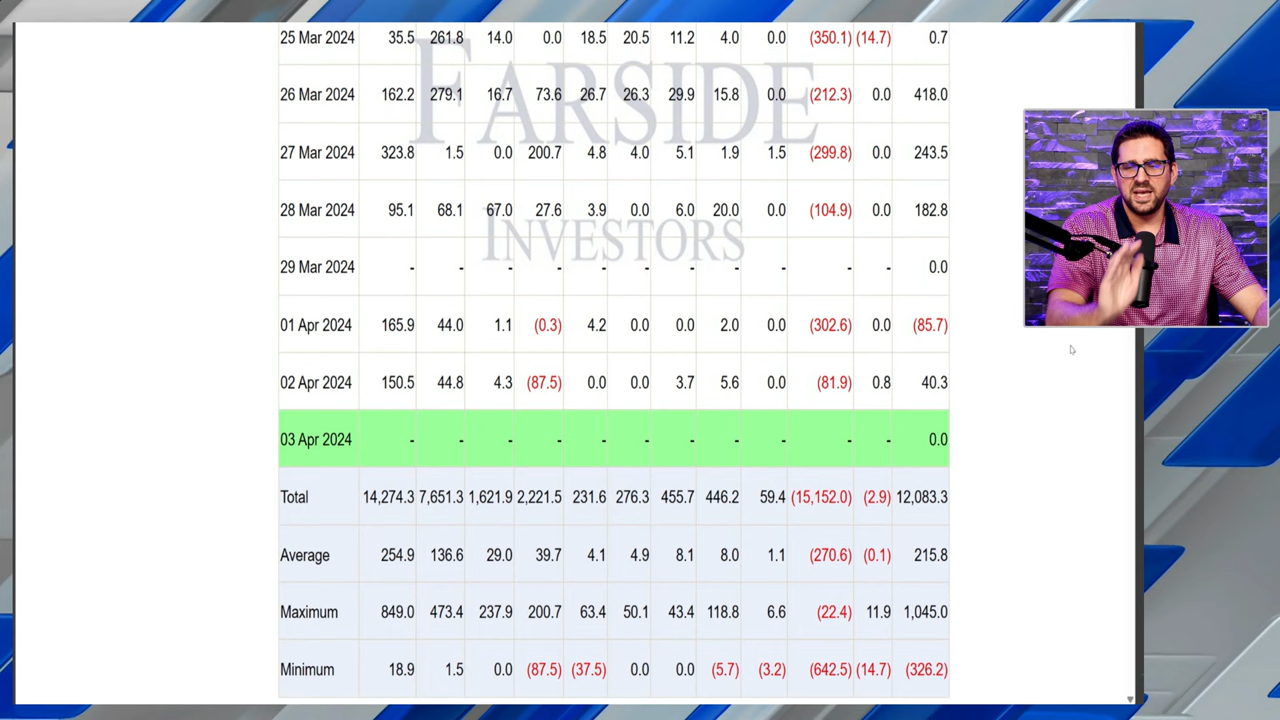 25 Mar 2024 35.5 261.8 14.0 0.0 18.5 20.5 11.2 4.0 0.0 (350.1) (14.7) 0.7
FARSIDE
26 Mar 2024 162.2 279.1 16.7 73.6 26.7 26.3 29.9 15.8 0.0 (212.3) 0.0 418.0
27 Mar 2024 323.8 1.5 0.0 200.7 4.8 4.0 5.1 1.9 1.5 (299.8) 0.0 243.5
28 Mar 2024 95.1 68.1 67.0 27.6 3.9 0.0 6.0 20.0 0.0 (104.9) 0.0 182.8
INVESTORS
29 Mar 2024 - - - - - - - - - - - 0.0
01 Apr 2024 165.9 44.0 1.1 (0.3) 4.2 0.0 0.0 2.0 0.0 (302.6) 0.0 (85.7)
02 Apr 2024 150.5 44.8 4.3 (87.5) 0.0 0.0 3.7 5.6 0.0 (81.9) 0.8 40.3
03 Apr 2024 - - - - - - - - - - - 0.0
Total 14,274.3 7,651.3 1,621.9 2,221.5 231.6 276.3 455.7 446.2 59.4 (15,152.0) (2.9) 12,083.3
Average 254.9 136.6 29.0 39.7 4.1 4.9 8.1 8.0 1.1 (270.6) (0.1) 215.8
Maximum 849.0 473.4 237.9 200.7 63.4 50.1 43.4 118.8 6.6 (22.4) 11.9 1,045.0
Minimum 18.9 1.5 0.0 (87.5) (37.5) 0.0 0.0 (5.7) (3.2) (642.5) (14.7) (326.2)